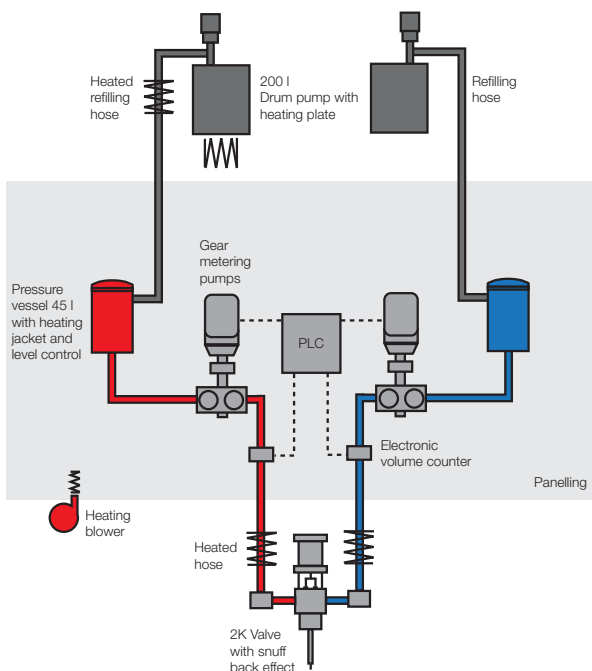 Heated
refilling
hose
200 l
Drum pump with
heating plate
Refilling
hose
Gear
metering
pumps
Pressure
vessel 45 l
with heating
jacket and
level control
PLC
Electronic
volume counter
Panelling
Heating
blower
Heated
hose
2K Valve
with snuff
back effect